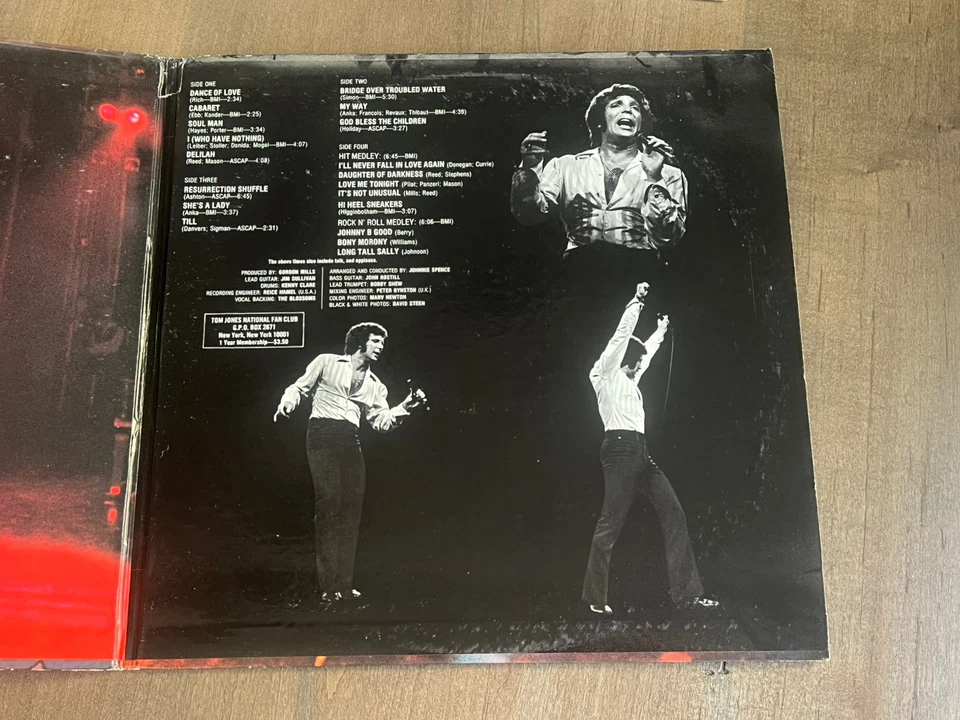 SIDE ONE
DANCE OF LOVE
(Rich—BMI—2:34)
CABARET
(Ebb; Kander—BMI—2:25)
SOUL MAN
(Hayes; Porter—BMI—3:34)
I (WHO HAVE NOTHING)
(Leiber; Stoller; Donida; Mogel—BMI—4:07)
DELILAH
(Reed; Mason—ASCAP—4:08)
SIDE THREE
RESURRECTION SHUFFLE
(Ashton—ASCAP—6:45)
SHE'S A LADY
(Anka—BMI—3:37)
TILL
(Danvers; Sigman—ASCAP—2:31)
SIDE TWO
BRIDGE OVER TROUBLED WATER
(Simon—BMI—5:30)
MY WAY
(Anka; Francois; Revaux; Thibaut—BMI—4:39)
GOD BLESS THE CHILDREN
(Holiday—ASCAP—3:27)
SIDE FOUR
HIT MEDLEY: (6:45—BMI)
I'LL NEVER FALL IN LOVE AGAIN (Donegan; Currie)
DAUGHTER OF DARKNESS (Reed; Stephens)
LOVE ME TONIGHT (Pilat; Panzeri; Mason)
IT'S NOT UNUSUAL (Mills; Reed)
HI HEEL SNEAKERS
(Higginbotham—BMI—3:07)
ROCK N' ROLL MEDLEY: (6:06—BMI)
JOHNNY B GOOD (Berry)
BONY MORONY (Williams)
LONG TALL SALLY (Johnson)
The above times also include talk, and applause.
PRODUCED BY: GORDON MILLS
LEAD GUITAR: JIM SULLIVAN
DRUMS: KENNY CLARE
RECORDING ENGINEER: REICE HAMEL (U.S.A.)
VOCAL BACKING: THE BLOSSOMS
ARRANGED AND CONDUCTED BY: JOHNNIE SPENCE
BASS GUITAR: JOHN ROSTILL
LEAD TRUMPET: BOBBY SHEW
MIXING ENGINEER: PETER RYNSTON (U.K.)
COLOR PHOTOS: MARV NEWTON
BLACK & WHITE PHOTOS: DAVID STEEN
TOM JONES NATIONAL FAN CLUB
G.P.O. BOX 2671
New York, New York 10001
1 Year Membership—$3.50